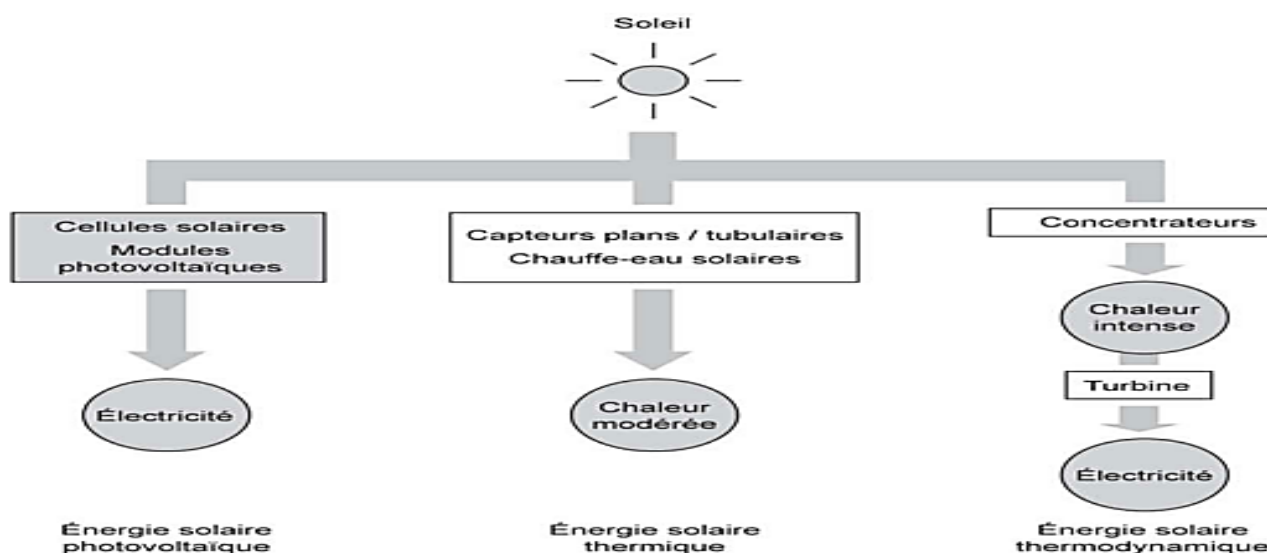 Soleil
Cellules solaires
Modules
photovoltaïques
Capteurs plans / tubulaires
Chauffe-eau solaires
Concentrateurs
Chaleur
intense
Turbine
Électricité
Chaleur
modérée
Électricité
Énergie solaire
photovoltaïque
Énergie solaire
thermique
Énergie solaire
thermodynamique